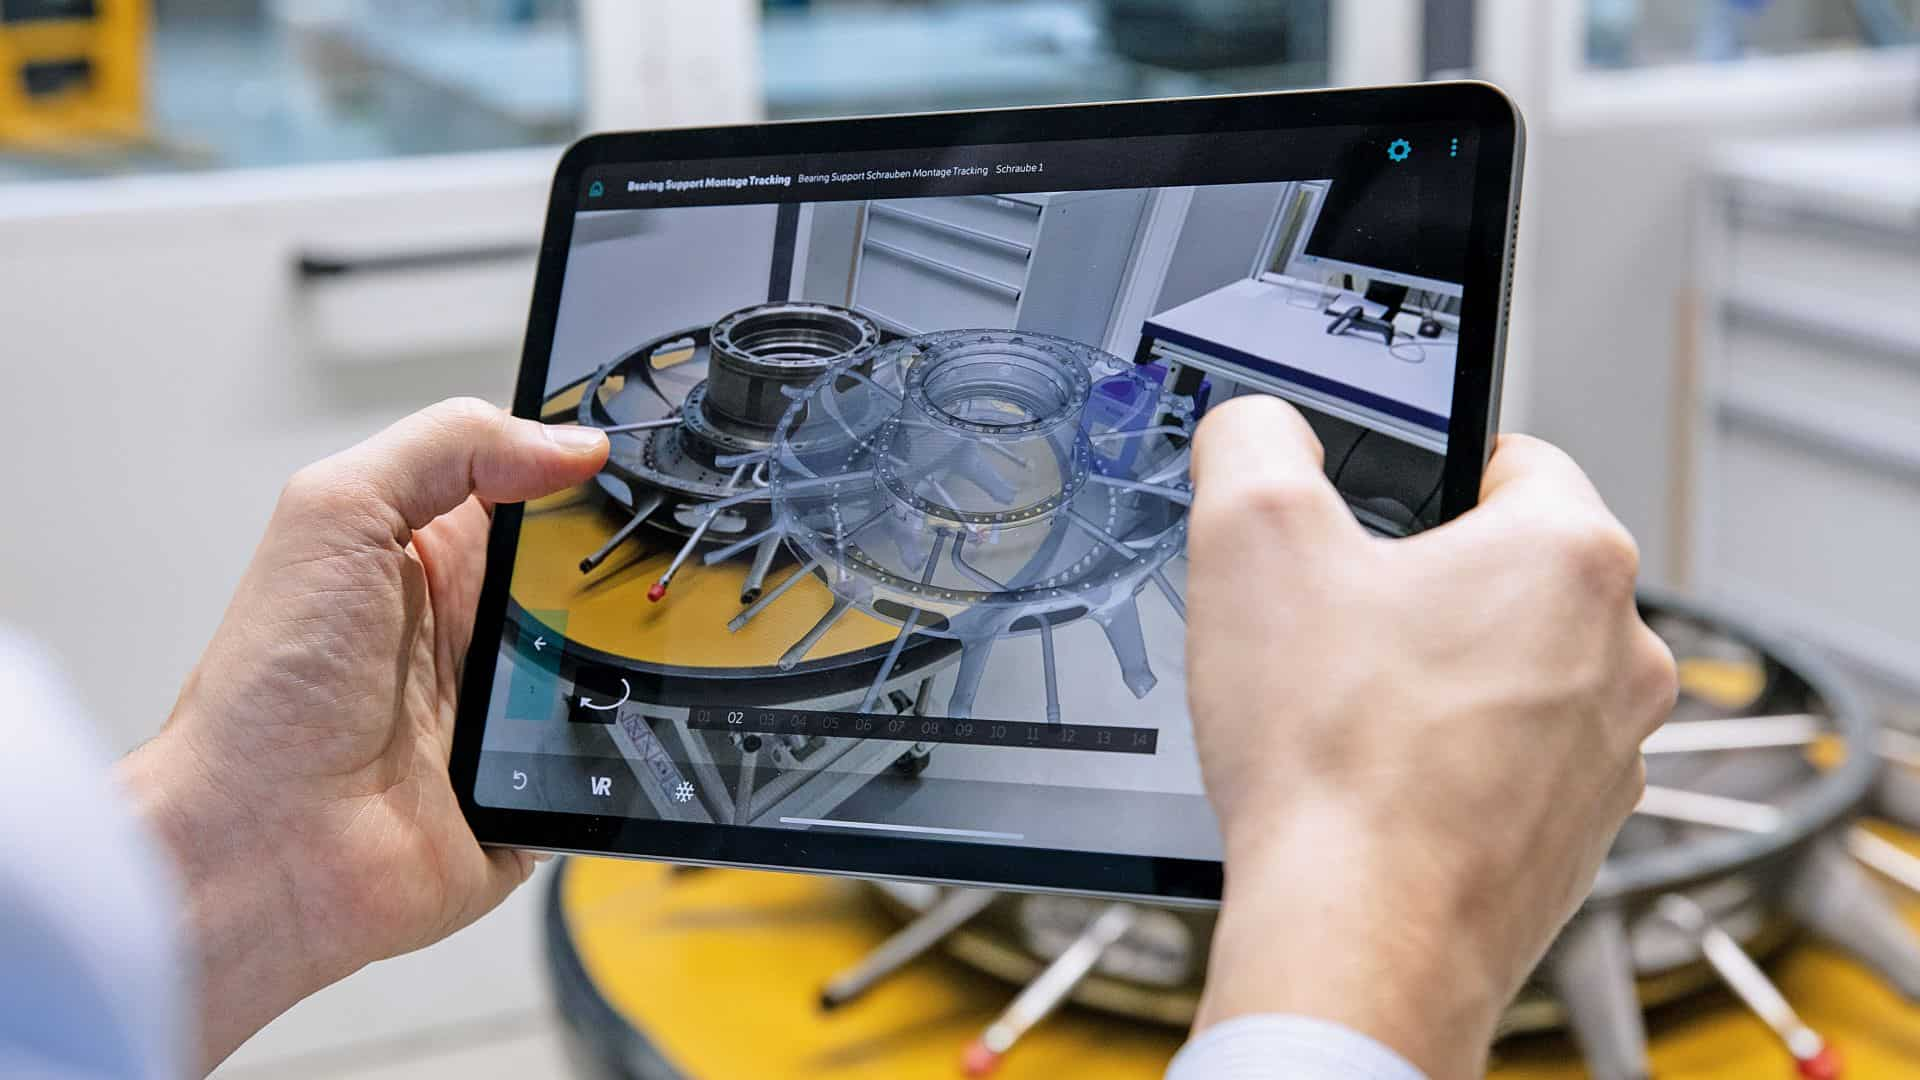 Bearing Support Montage Tracking Bearing Support Schrauben Montage Tracking Schraube 1
01 02 03 04 05 06 07 08 09 10 11 12 13 14
VR